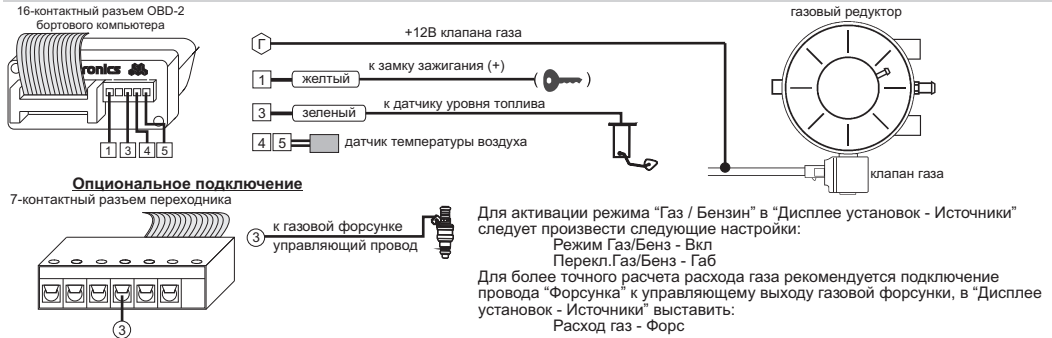 16-контактный разъем OBD-2
бортового компьютера
ronics
1 3 4 5
Г
+12В клапана газа
1 желтый к замку зажигания (+)
3 зеленый к датчику уровня топлива
4 5 датчик температуры воздуха
газовый редуктор
клапан газа
Опциональное подключение
7-контактный разъем переходника
3
3 к газовой форсунке
управляющий провод
Для активации режима “Газ / Бензин” в “Дисплее установок - Источники”
следует произвести следующие настройки:
Режим Газ/Бенз - Вкл
Перекл.Газ/Бенз - Габ
Для более точного расчета расхода газа рекомендуется подключение
провода “Форсунка” к управляющему выходу газовой форсунки, в “Дисплее
установок - Источники” выставить:
Расход газ - Форс